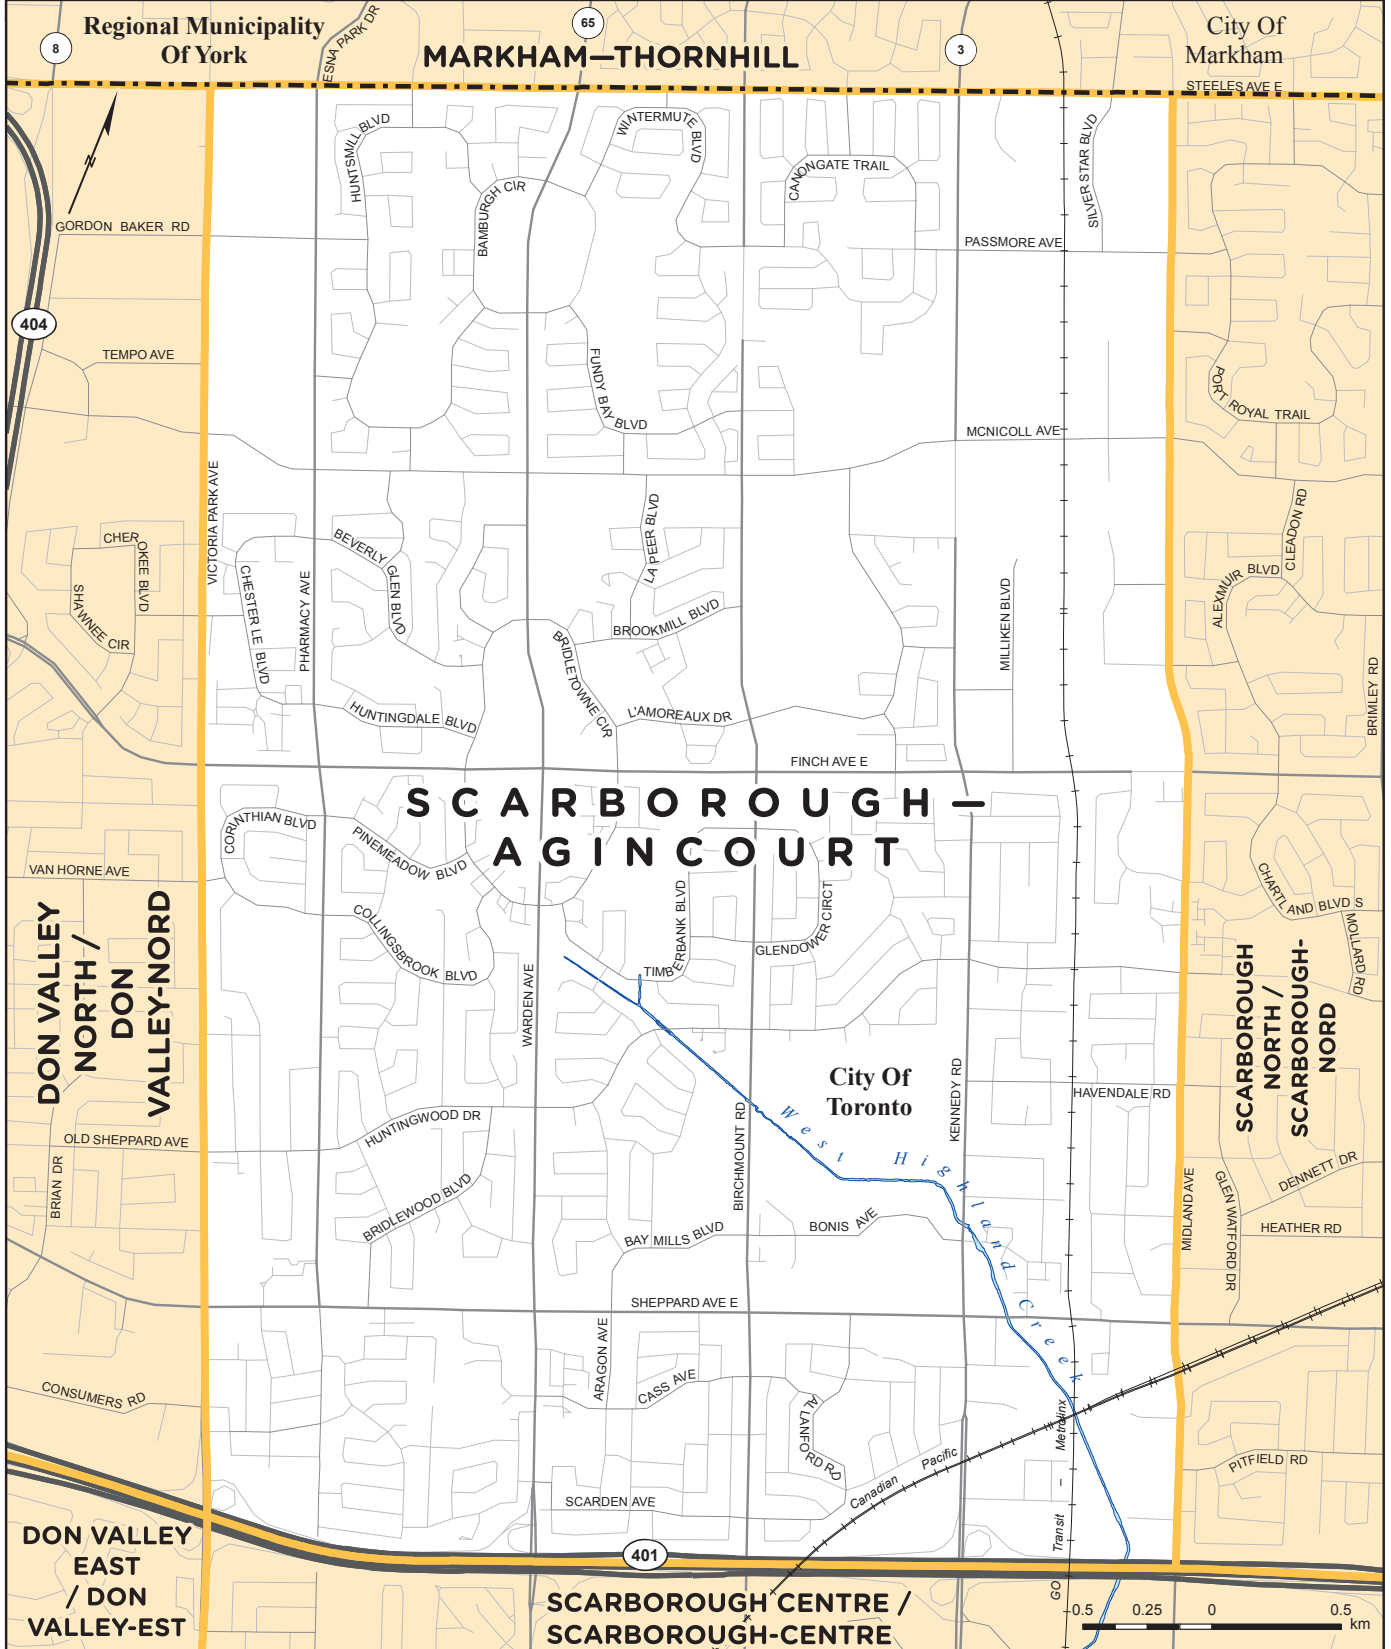 Regional Municipality
Of York
8
65
3
ESNA PARK DR
MARKHAM—THORNHILL
City Of
Markham
STEELES AVE E
N
HUNTSMILL BLVD
WINTERMUTE BLVD
BAMBURGH CIR
CANONGATE TRAIL
SILVER STAR BLVD
GORDON BAKER RD
PASSMORE AVE
404
TEMPO AVE
FUNDY BAY BLVD
PORT ROYAL TRAIL
MCNICOLL AVE
VICTORIA PARK AVE
CHEROKEE BLVD
SHAWNEE CIR
CHESTER LE BLVD
PHARMACY AVE
BEVERLY GLEN BLVD
LA PEER BLVD
BROOKMILL BLVD
BRIDLETOWNE CIR
MILLIKEN BLVD
CLEADON RD
ALEXMUIR BLVD
BRIMLEY RD
HUNTINGDALE BLVD
L'AMOREAUX DR
FINCH AVE E
SCARBOROUGH—
AGINCOURT
CORINTHIAN BLVD
PINEMEADOW BLVD
VAN HORNE AVE
COLLINGSBROOK BLVD
WARDEN AVE
TIMBERBANK BLVD
GLENDOWER CIRCT
CHARTLAND BLVD S
MOLLARD RD
DON VALLEY
NORTH /
DON
VALLEY-NORD
SCARBOROUGH
NORTH /
SCARBOROUGH-
NORD
City Of
Toronto
KENNEDY RD
HAVENDALE RD
West Highland Creek
HUNTINGWOOD DR
OLD SHEPPARD AVE
BRIAN DR
BRIDLEWOOD BLVD
BIRCHMOUNT RD
BAY MILLS BLVD
BONIS AVE
MIDLAND AVE
GLEN WATFORD DR
DENNETT DR
HEATHER RD
SHEPPARD AVE E
ARAGON AVE
CASS AVE
ALLANFORD RD
CONSUMERS RD
Canadian Pacific
GO Transit – Metrolinx
PITFIELD RD
SCARDEN AVE
401
DON VALLEY
EAST
/ DON
VALLEY-EST
SCARBOROUGH CENTRE /
SCARBOROUGH-CENTRE
0.5 0.25 0 0.5
km